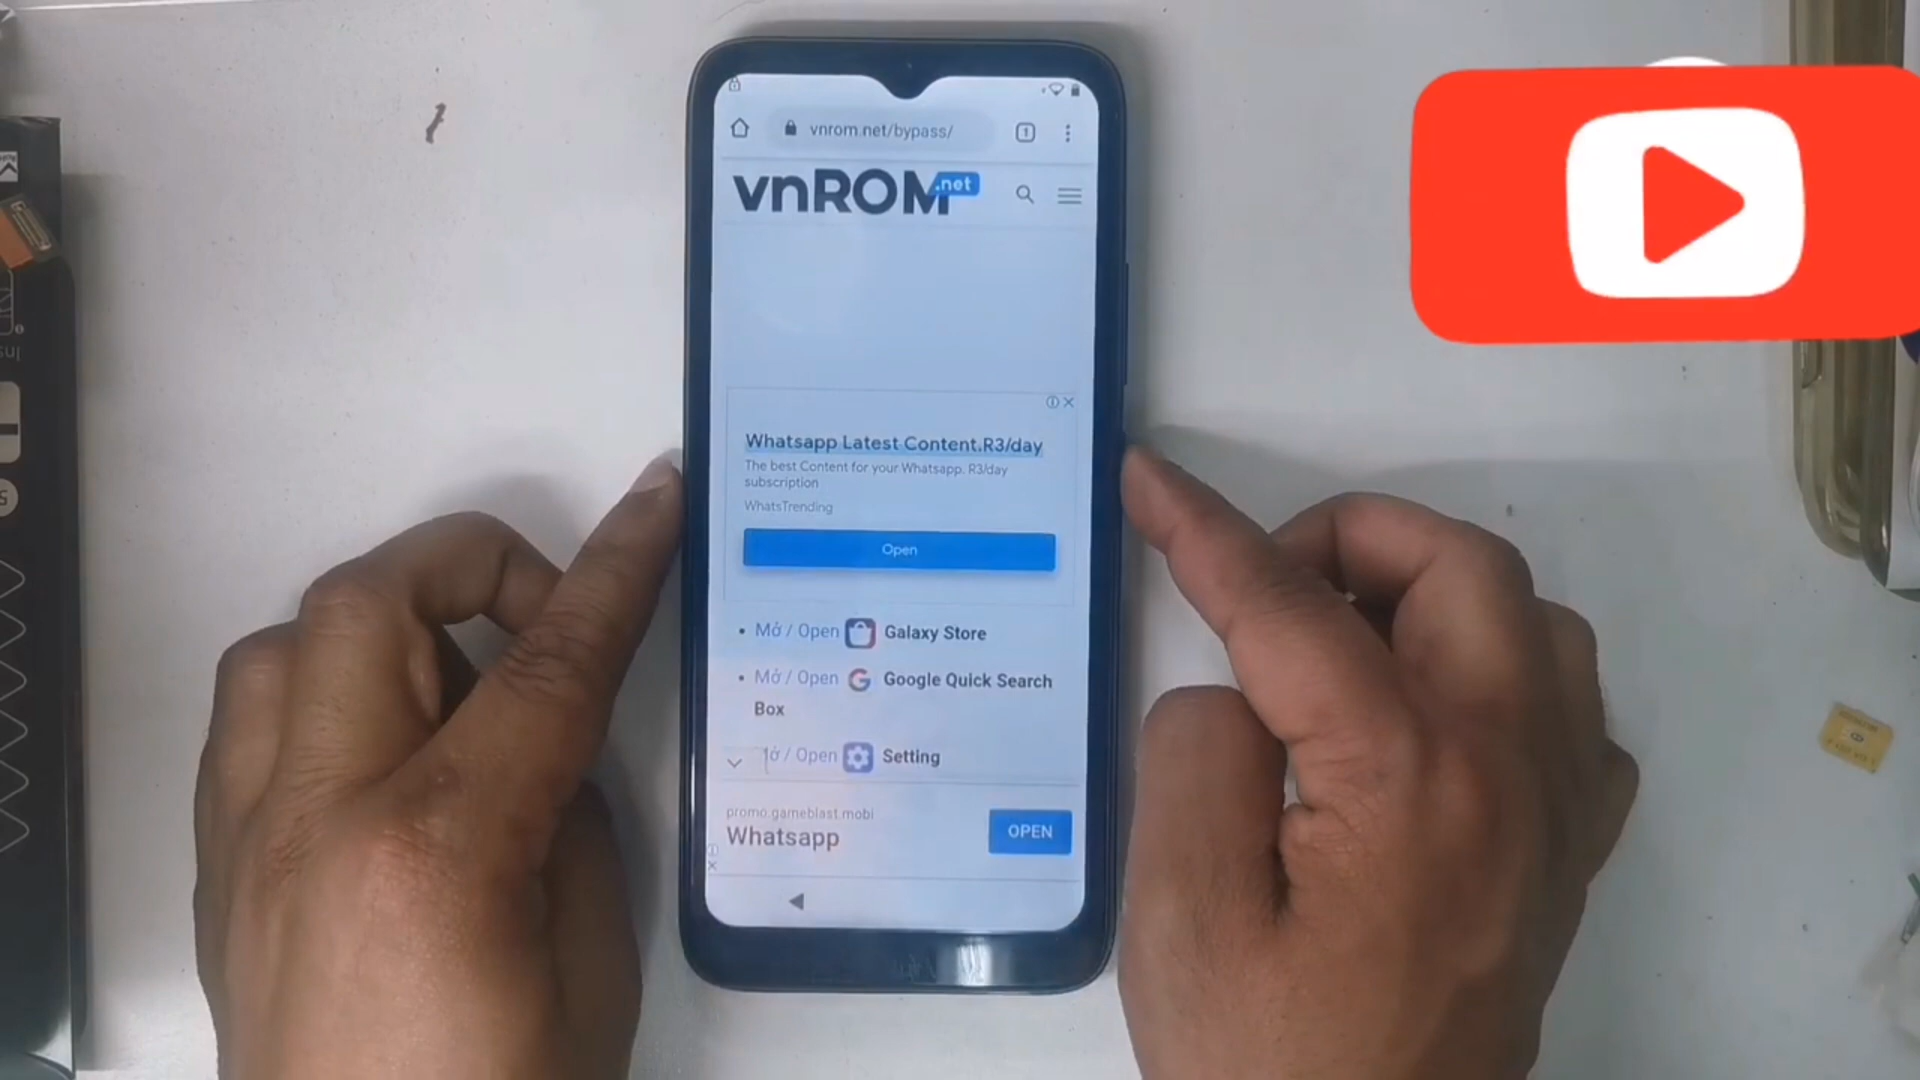 vnrom.net/bypass/
1
vnROM.net
Whatsapp Latest Content.R3/day
The best Content for your Whatsapp. R3/day
subscription
WhatsTrending
Open
• Mở / Open Galaxy Store
• Mở / Open G Google Quick Search
Box
/ Open Setting
promo.gameblast.mobi
Whatsapp
OPEN